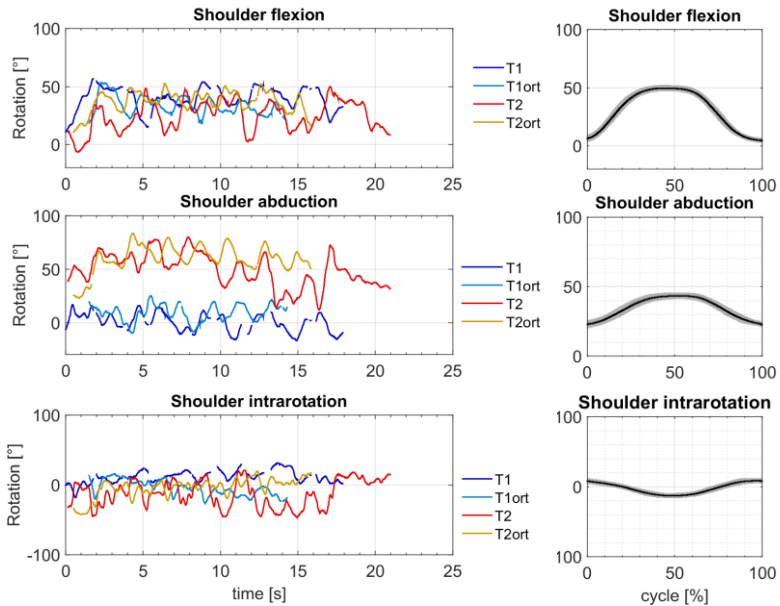 Shoulder flexion
Rotation [°]
100
50
0
0 5 10 15 20 25
T1
T1ort
T2
T2ort
Shoulder flexion
100
50
0
0 50 100
Shoulder abduction
100
50
0
0 5 10 15 20 25
T1
T1ort
T2
T2ort
Shoulder abduction
100
50
0
0 50 100
Shoulder intrarotation
Rotation [°]
100
0
-100
0 5 10 15 20 25
time [s]
T1
T1ort
T2
T2ort
Shoulder intrarotation
100
0
100
0 50 100
cycle [%]